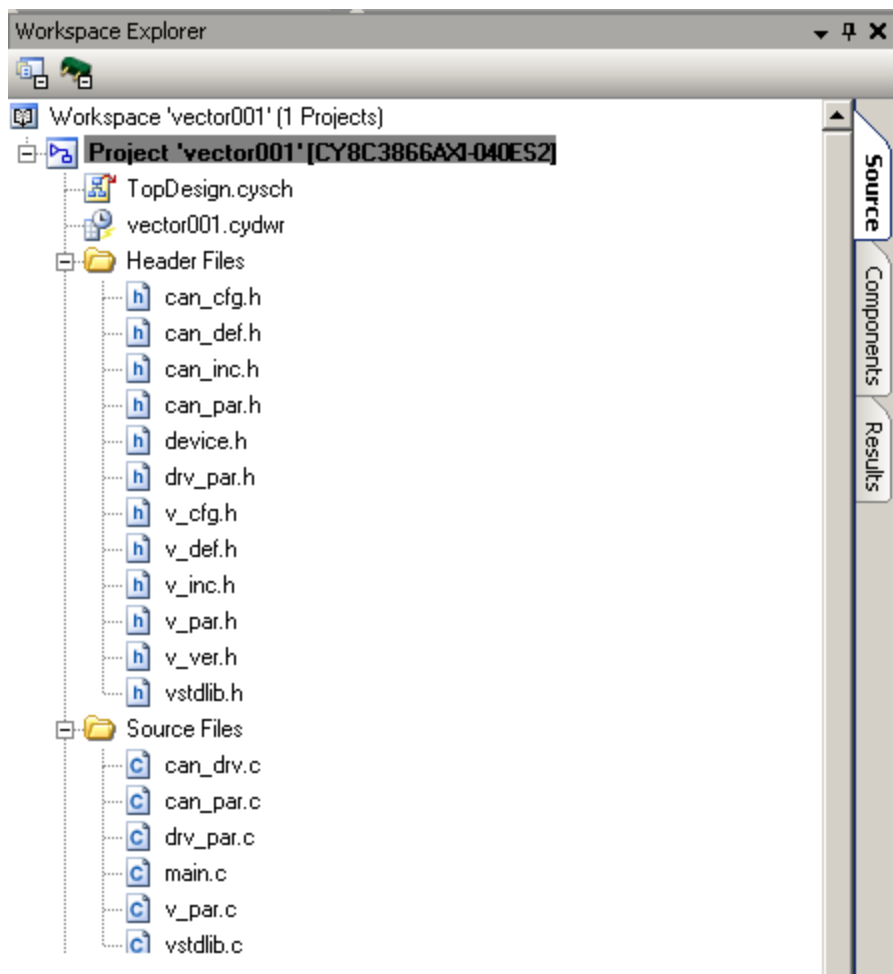 Workspace Explorer
Workspace 'vector001' (1 Projects)
Project 'vector001' [CY8C3866AXI-040ES2]
TopDesign.cysch
vector001.cydwr
Header Files
can_cfg.h
can_def.h
can_inc.h
can_par.h
device.h
drv_par.h
v_cfg.h
v_def.h
v_inc.h
v_par.h
v_ver.h
vstdlib.h
Source Files
can_drv.c
can_par.c
drv_par.c
main.c
v_par.c
vstdlib.c
Source
Components
Results